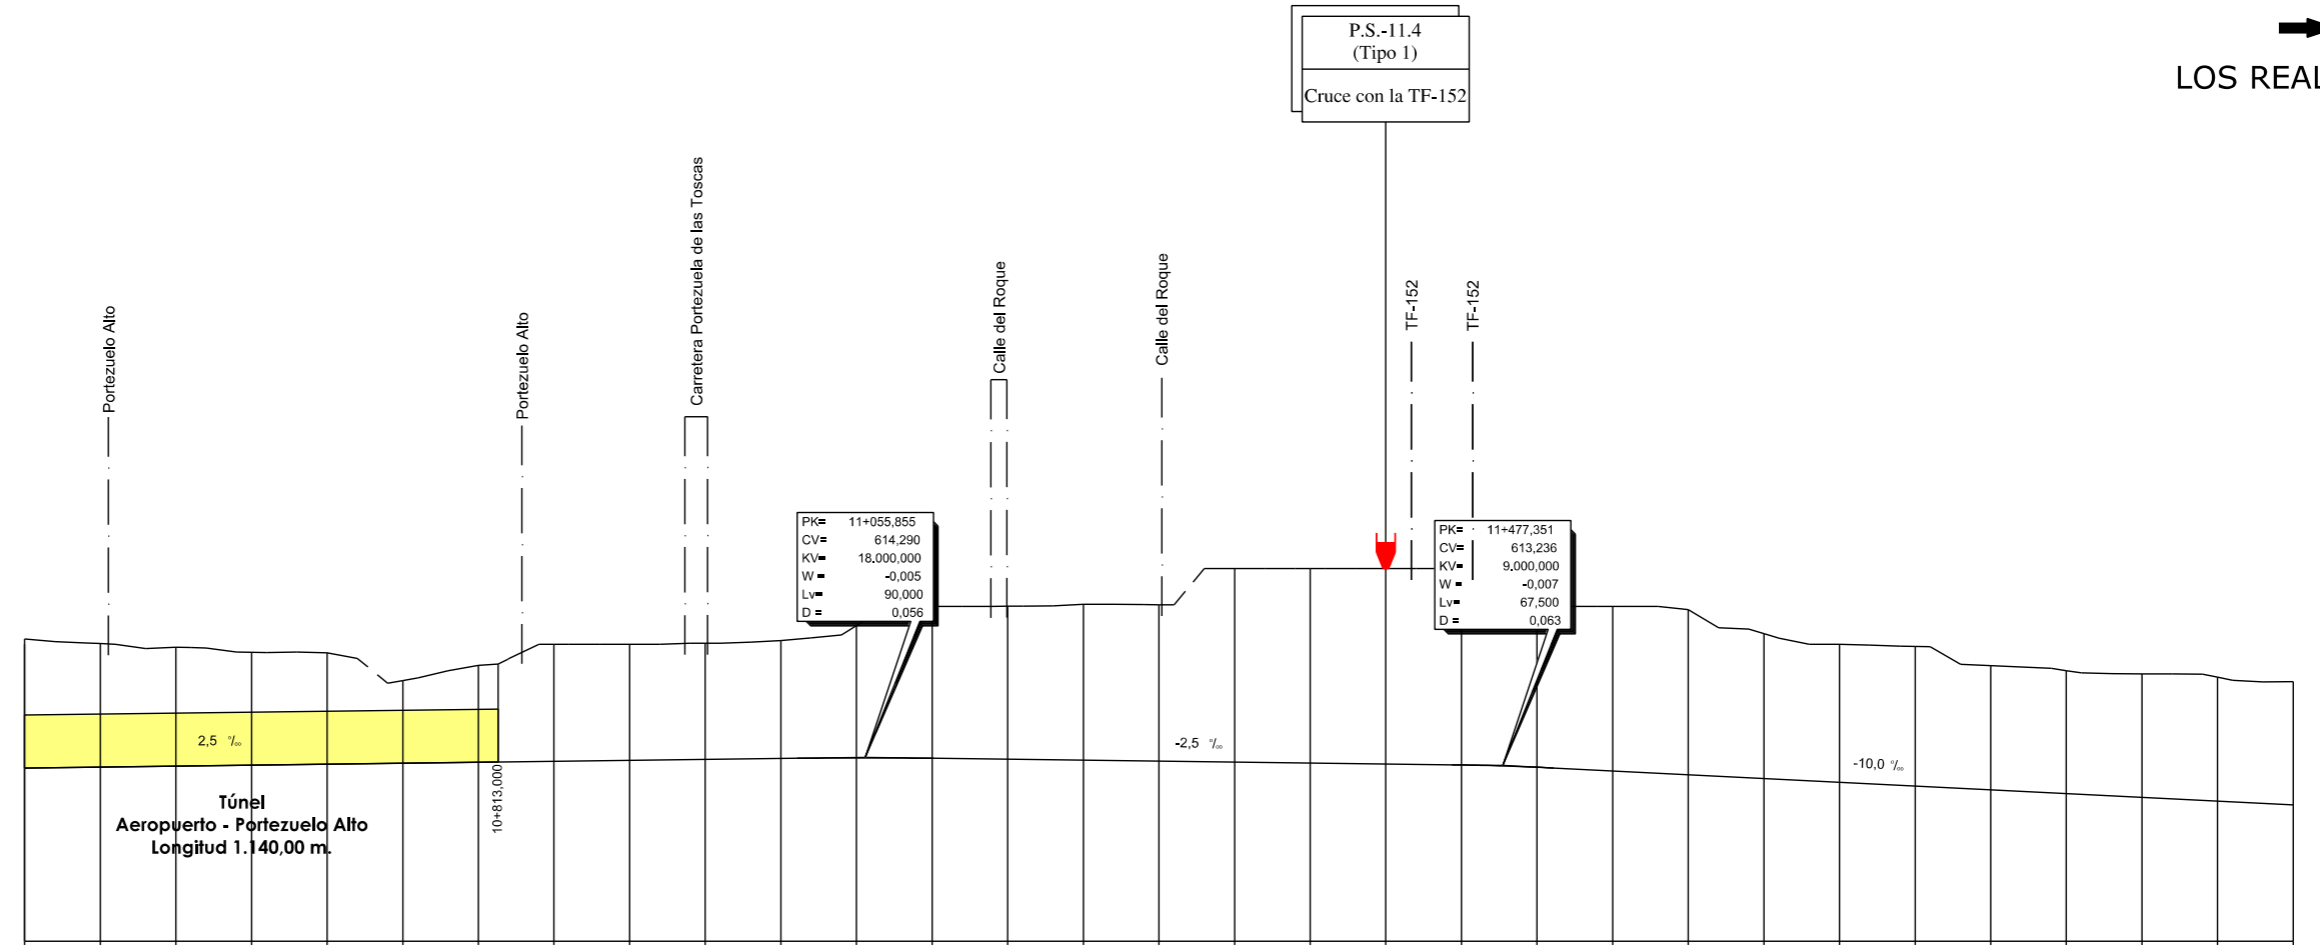 P.S.-11.4
(Tipo 1)
Cruce con la TF-152
LOS REAL
Portezuelo Alto
Portezuelo Alto
Carretera Portezuela de las Toscas
Calle del Roque
Calle del Roque
TF-152
TF-152
PK= 11+055,855
CV= 614,290
KV= 18.000,000
W = -0,005
Lv= 90,000
D = 0,056
PK= 11+477,351
CV= 613,236
KV= 9.000,000
W = -0,007
Lv= 67,500
D = 0,063
2,5 ‰
-2,5 ‰
-10,0 ‰
10+813,000
Túnel
Aeropuerto - Portezuelo Alto
Longitud 1.140,00 m.